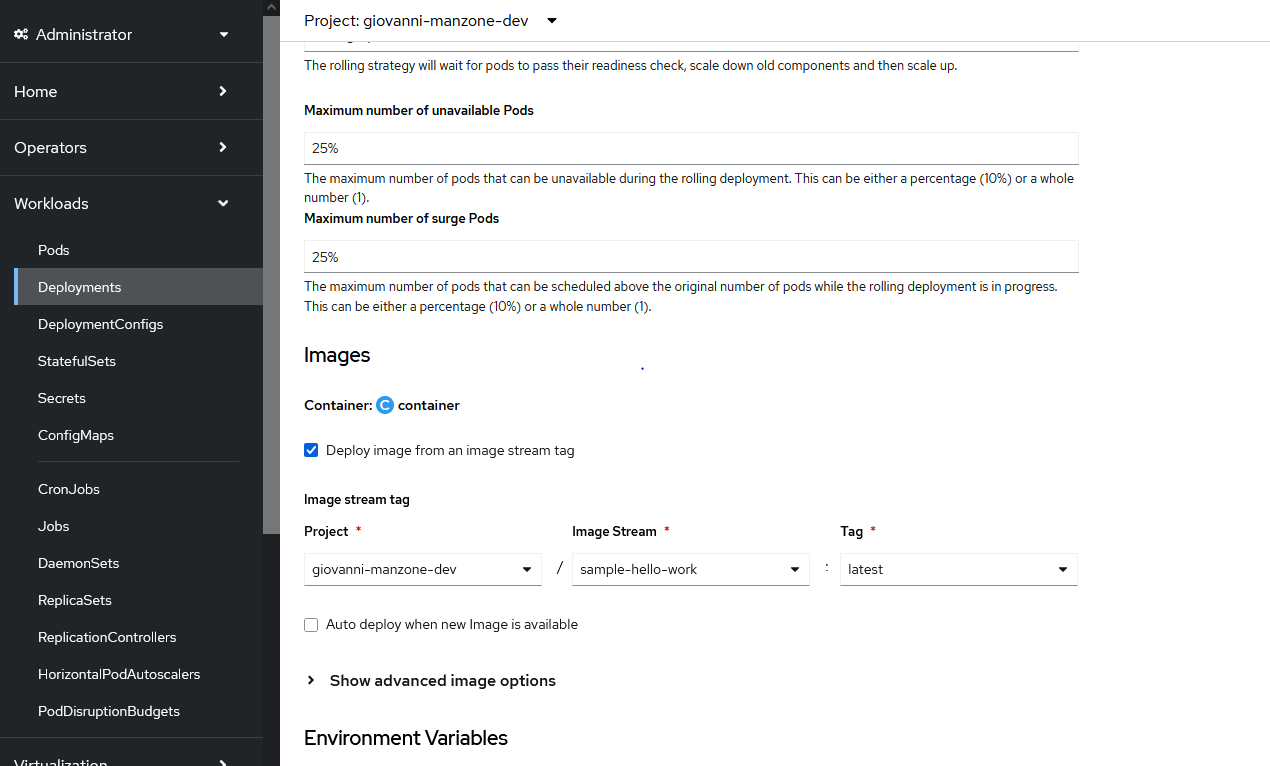 Administrator
Home
Operators
Workloads
Pods
Deployments
DeploymentConfigs
StatefulSets
Secrets
ConfigMaps
CronJobs
Jobs
DaemonSets
ReplicaSets
ReplicationControllers
HorizontalPodAutoscalers
PodDisruptionBudgets
Virtualization
Project: giovanni-manzone-dev
The rolling strategy will wait for pods to pass their readiness check, scale down old components and then scale up.
Maximum number of unavailable Pods
25%
The maximum number of pods that can be unavailable during the rolling deployment. This can be either a percentage (10%) or a whole
number (1).
Maximum number of surge Pods
25%
The maximum number of pods that can be scheduled above the original number of pods while the rolling deployment is in progress.
This can be either a percentage (10%) or a whole number (1).
Images
Container: C container
Deploy image from an image stream tag
Image stream tag
Project * Image Stream * Tag *
giovanni-manzone-dev / sample-hello-work : latest
Auto deploy when new Image is available
Show advanced image options
Environment Variables